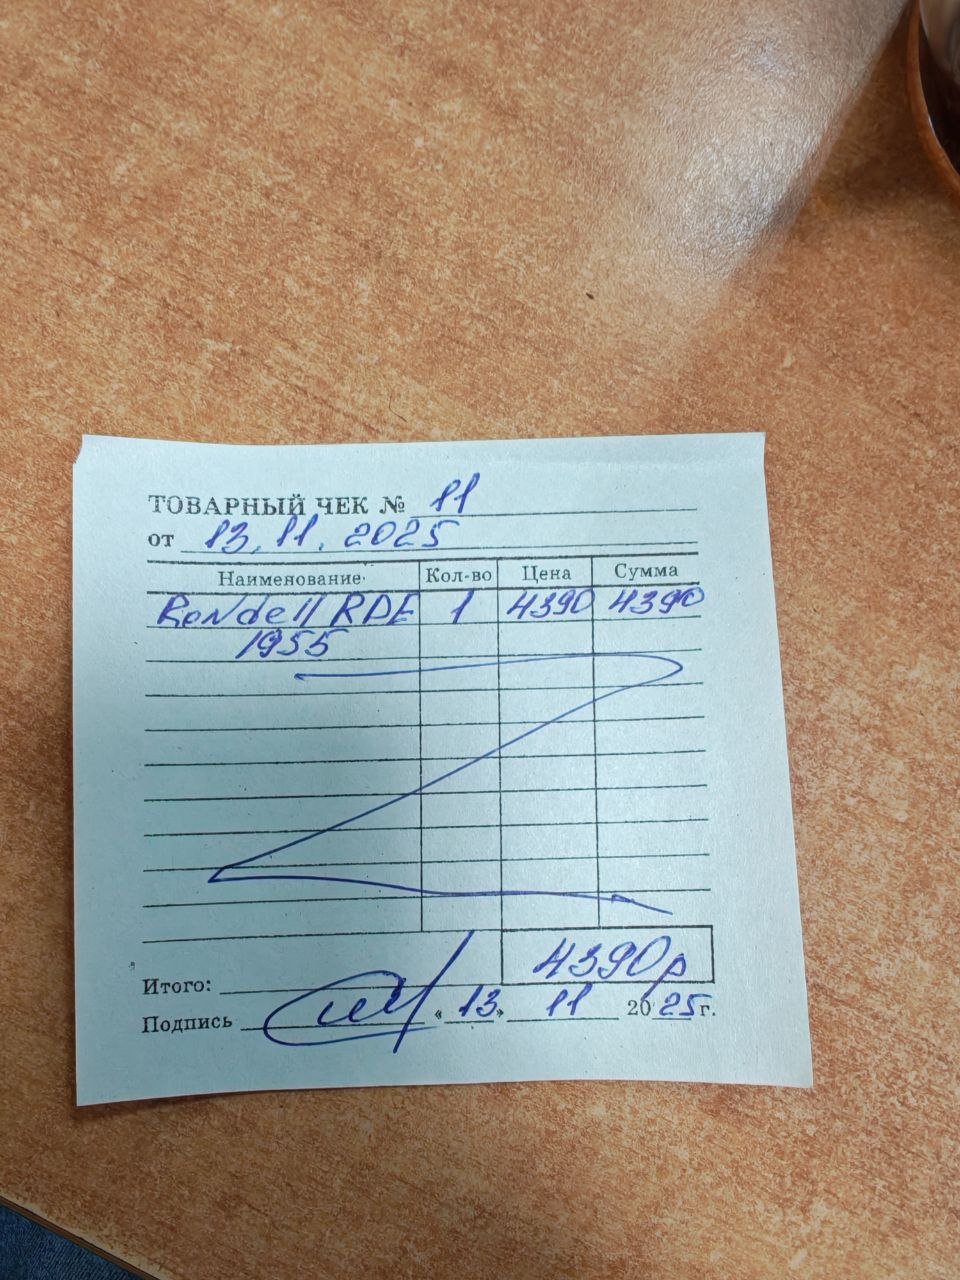 ТОВАРНЫЙ ЧЕК № 11
от 13.11.2025
Наименование Кол-во Цена Сумма
Rondell RDE 1 4390 4390
1955
Итого: 4390р
Подпись «13» 11 2025г.